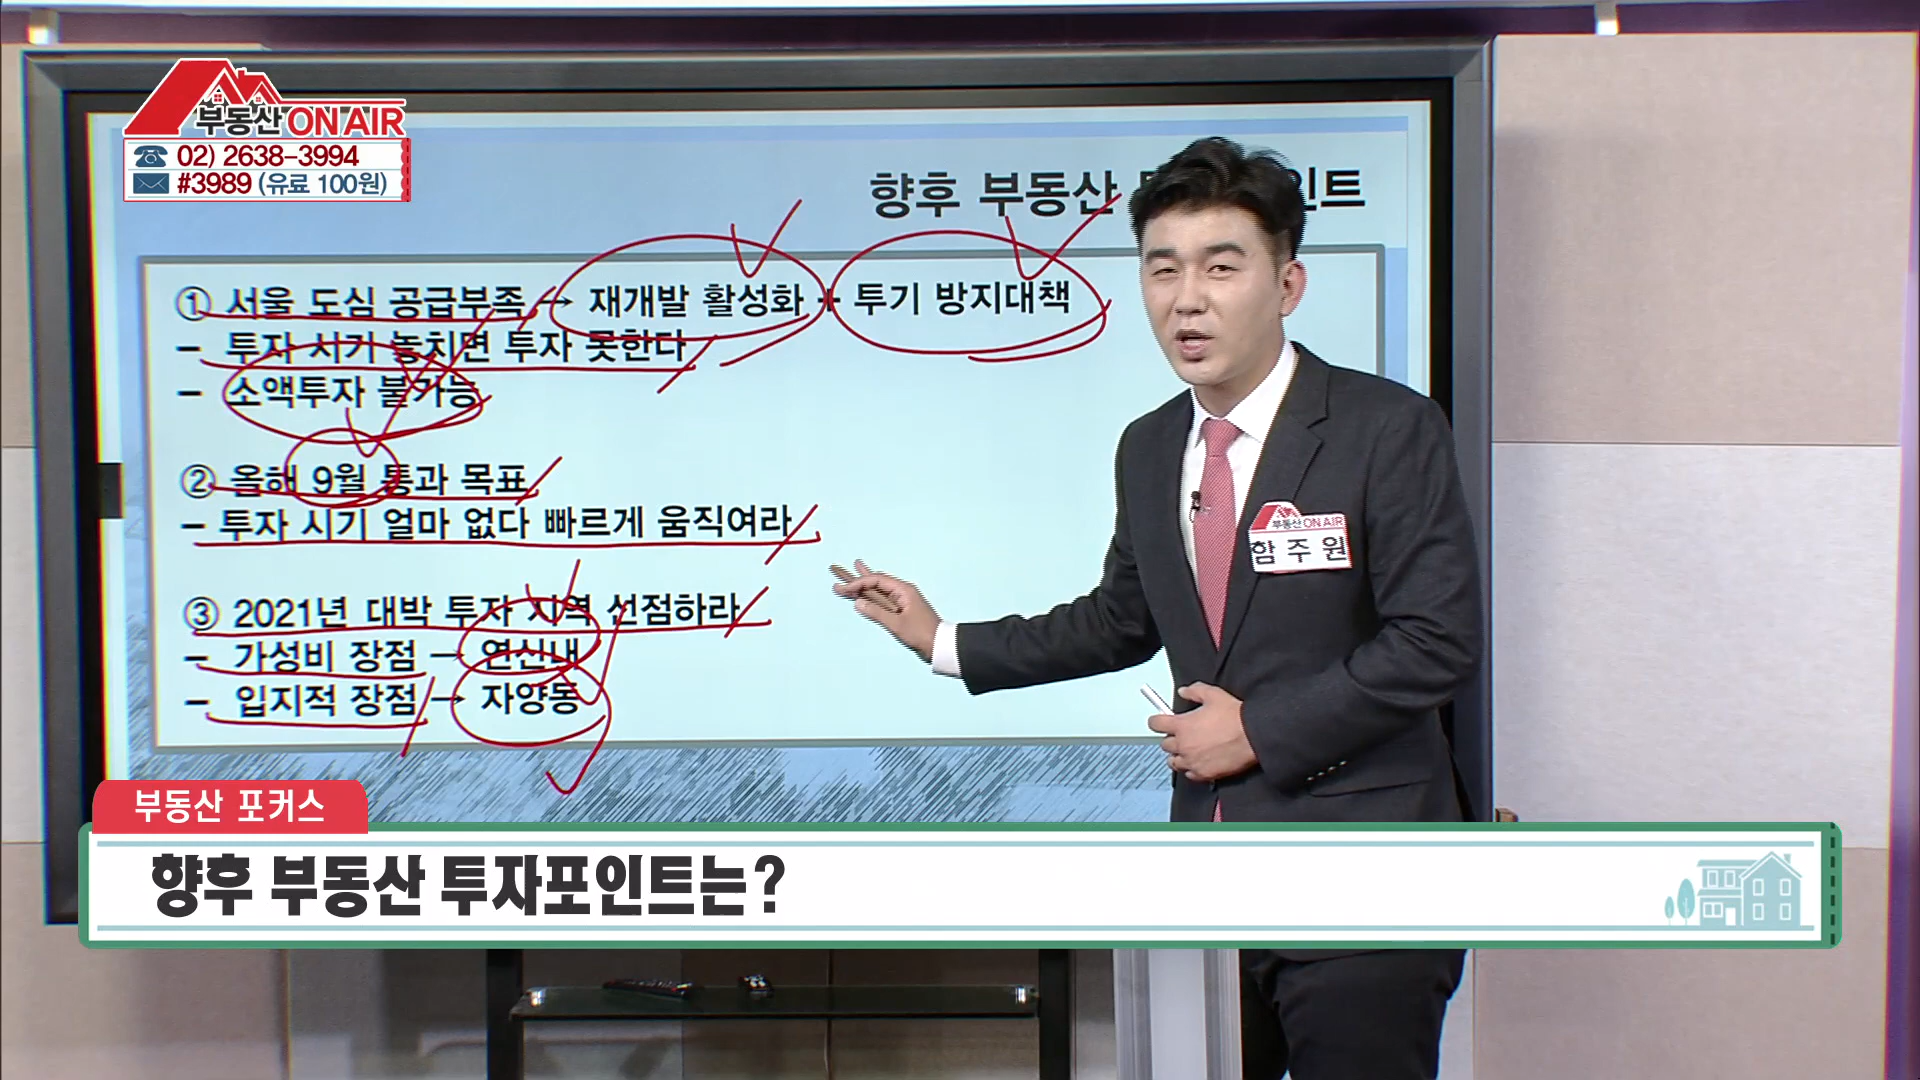 부동산 ON AIR
02) 2638-3994
#3989 (유료 100원)
향후 부동산 인트
① 서울 도심 공급부족 → 재개발 활성화 + 투기 방지대책
- 투자 시기 놓치면 투자 못한다
- 소액투자 불가능
② 올해 9월 통과 목표
- 투자 시기 얼마 없다 빠르게 움직여라
③ 2021년 대박 투자 지역 선점하라
- 가성비 장점 → 연신내
- 입지적 장점 → 자양동
부동산 ON AIR
함주원
부동산 포커스
향후 부동산 투자포인트는?